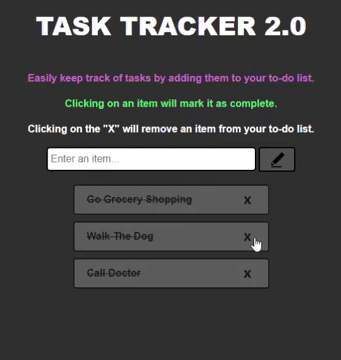 TASK TRACKER 2.0
Easily keep track of tasks by adding them to your to-do list.
Clicking on an item will mark it as complete.
Clicking on the "X" will remove an item from your to-do list.
Enter an item...
Go Grocery Shopping X
Walk The Dog X
Call Doctor X